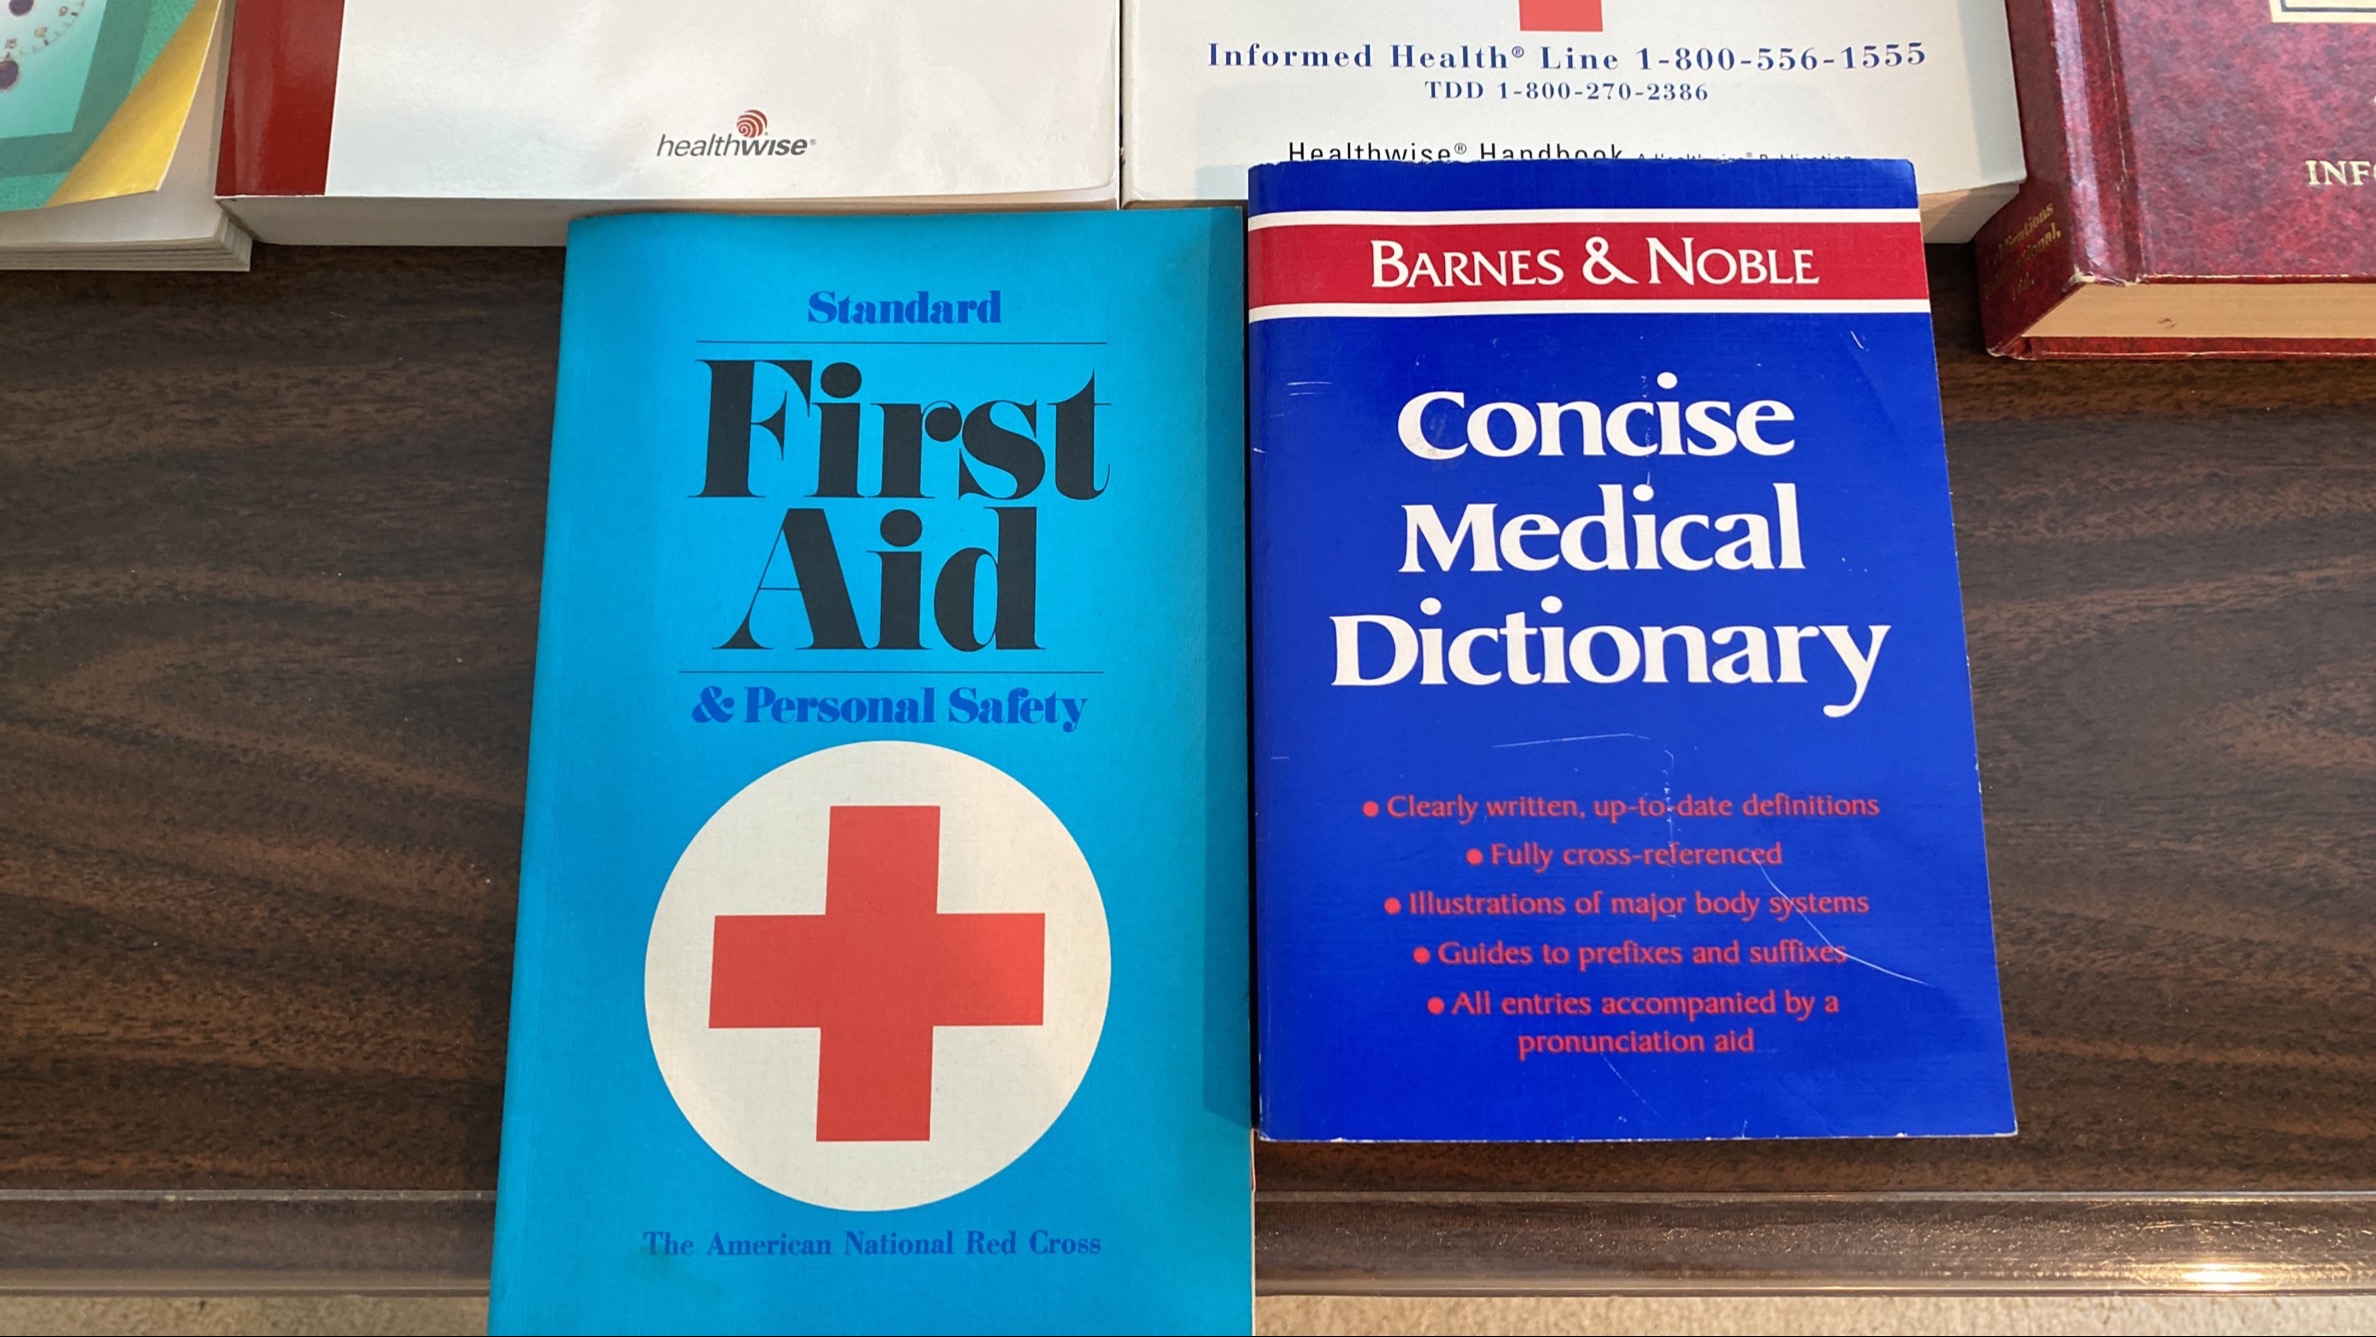 healthwise®
Informed Health® Line 1-800-556-1555
TDD 1-800-270-2386
Healthwise® Handbook
INF
Standard
First
Aid
& Personal Safety
The American National Red Cross
BARNES & NOBLE
Concise
Medical
Dictionary
● Clearly written, up-to-date definitions
● Fully cross-referenced
● Illustrations of major body systems
● Guides to prefixes and suffixes
● All entries accompanied by a
pronunciation aid